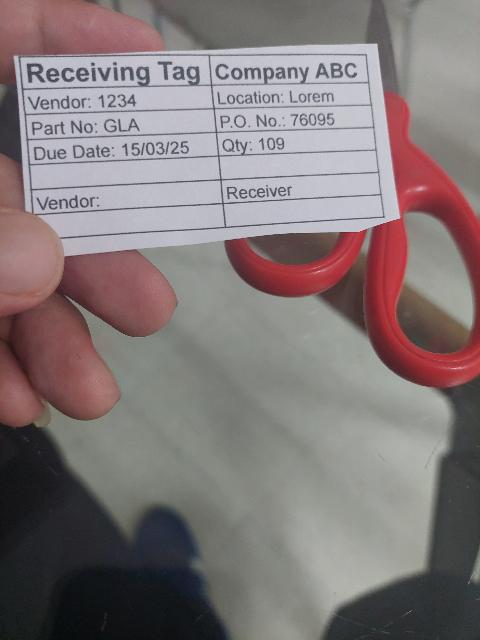 Receiving Tag Company ABC
Vendor: 1234 Location: Lorem
Part No: GLA P.O. No.: 76095
Due Date: 15/03/25 Qty: 109
Vendor: Receiver